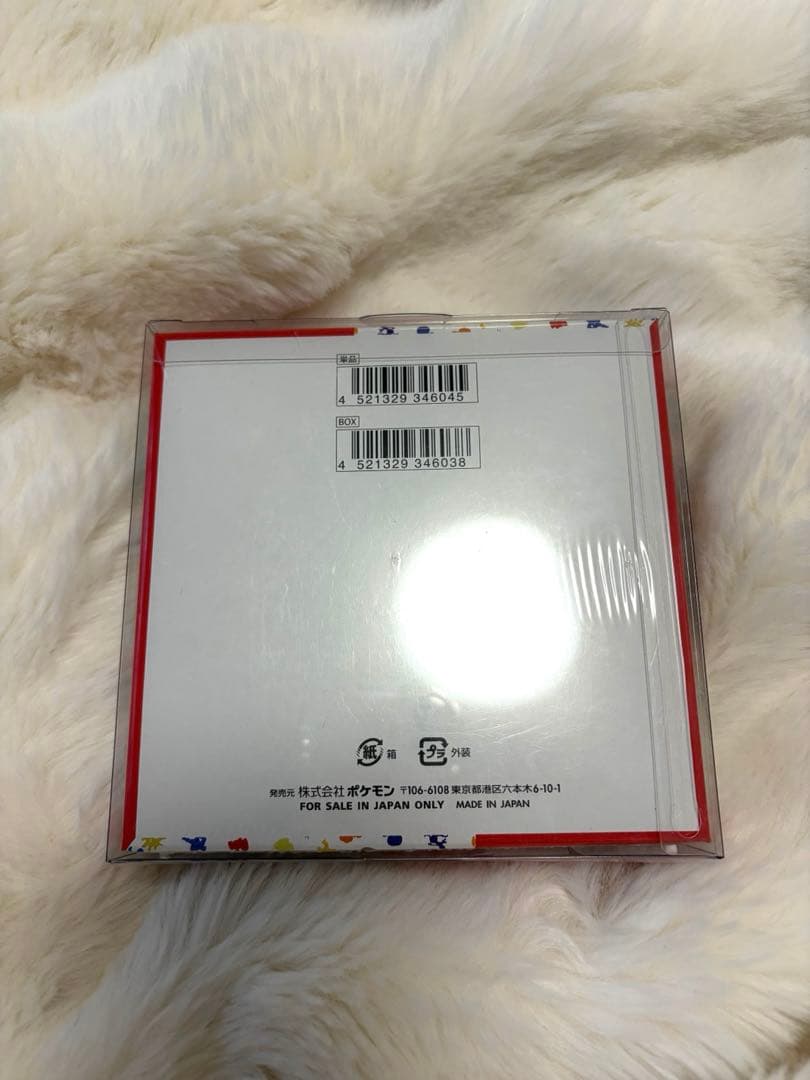 単品
4 521329 346045
BOX
4 521329 346038
紙 箱 プラ 外装
発売元 株式会社 ポケモン 〒106-6108 東京都港区六本木6-10-1
FOR SALE IN JAPAN ONLY MADE IN JAPAN